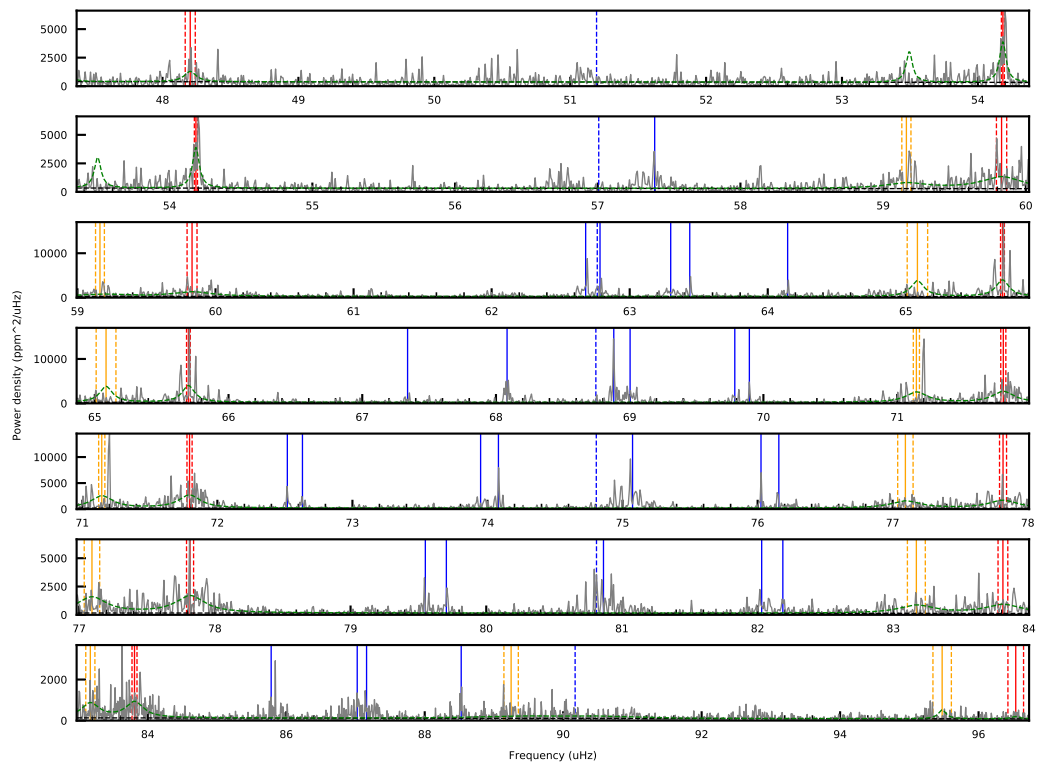 5000
2500
0
48 49 50 51 52 53 54
5000
2500
0
54 55 56 57 58 59 60
10000
0
59 60 61 62 63 64 65
10000
0
65 66 67 68 69 70 71
Power density (ppm^2/uHz)
10000
5000
0
71 72 73 74 75 76 77 78
5000
2500
0
77 78 79 80 81 82 83 84
2000
0
84 86 88 90 92 94 96
Frequency (uHz)